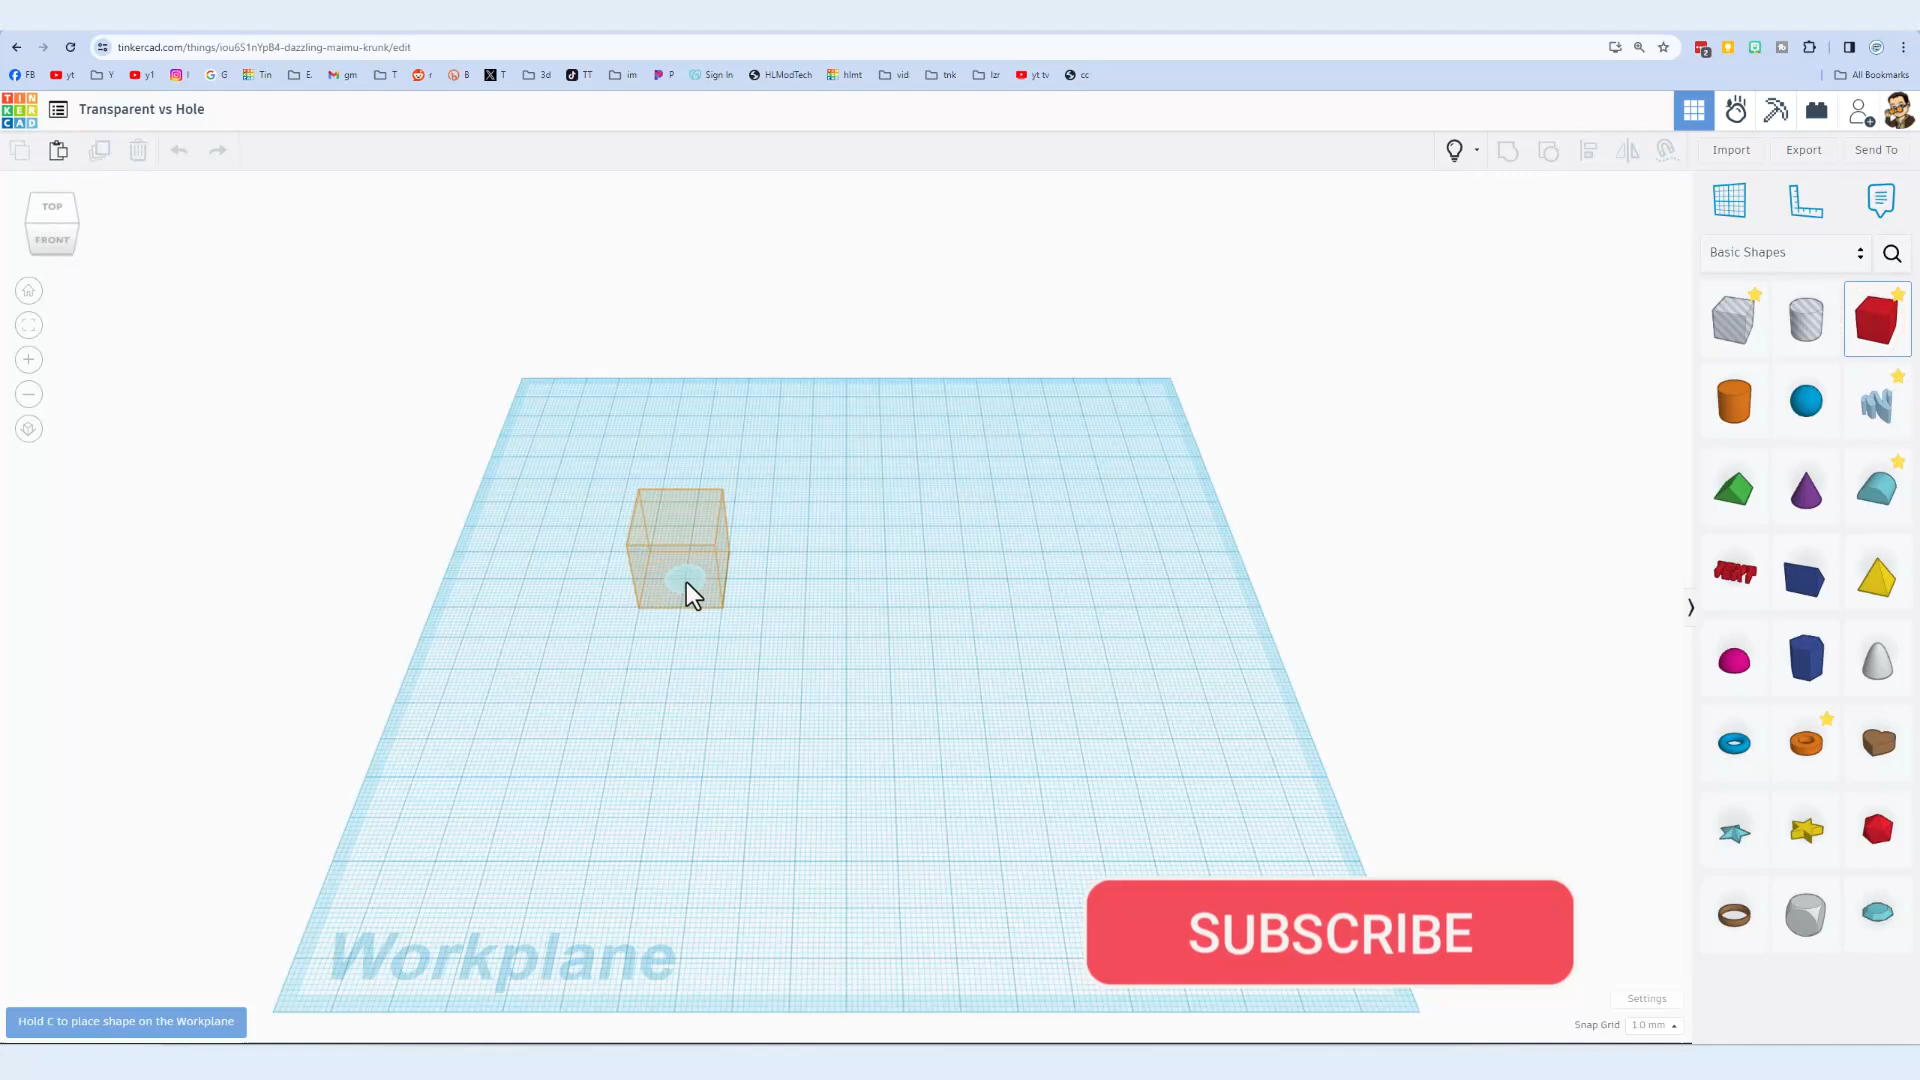 tinkercad.com/things/iou6S1nYpB4-dazzling-maimu-krunk/edit
FB yt Y y1 I G Tin E. gm T r B T 3d TT im P Sign In HLModTech hlmt vid tnk lzr yt tv cc All Bookmarks
TIN
KER
CAD
Transparent vs Hole
Import Export Send To
TOP
FRONT
Basic Shapes
TEXT
Workplane
SUBSCRIBE
Settings
Hold C to place shape on the Workplane
Snap Grid 1.0 mm